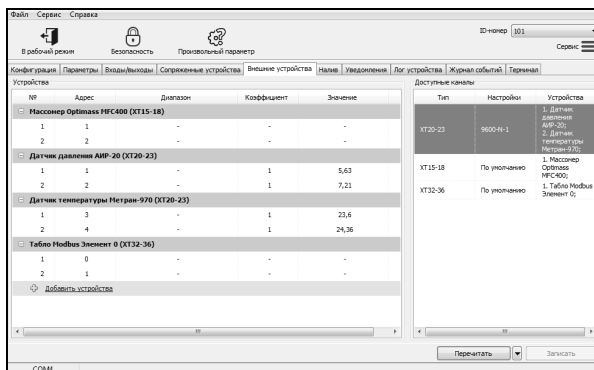 Файл Сервис Справка
В рабочий режим Безопасность Произвольный параметр
ID-номер 101
Сервис
Конфигурация Параметры Входы/выходы Сопряженные устройства Внешние устройства Налив Уведомления Лог устройства Журнал событий Терминал
Устройства
№ Адрес Диапазон Коэффициент Значение
Массомер Optimass MFC400 (XT15-18)
1 1 - - -
2 2 - - -
Датчик давления АИР-20 (XT20-23)
1 1 - 1 5,63
2 2 - 1 7,21
Датчик температуры Метран-970 (XT20-23)
1 3 - 1 23,6
2 4 - 1 24,36
Табло Modbus Элемент 0 (XT32-36)
1 0 - - -
2 1 - - -
Добавить устройства
Доступные каналы
Тип Настройки Устройства
XT20-23 9600-N-1
1. Датчик
давления
АИР-20;
2. Датчик
температуры
Метран-970;
XT15-18 По умолчанию
1. Массомер
Optimass
MFC400;
XT32-36 По умолчанию
1. Табло Modbus
Элемент 0;
Перечитать Записать
COM4